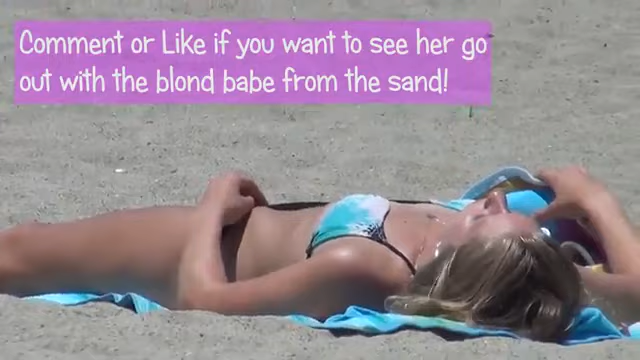 Comment or Like if you want to see her go
out with the blond babe from the sand!